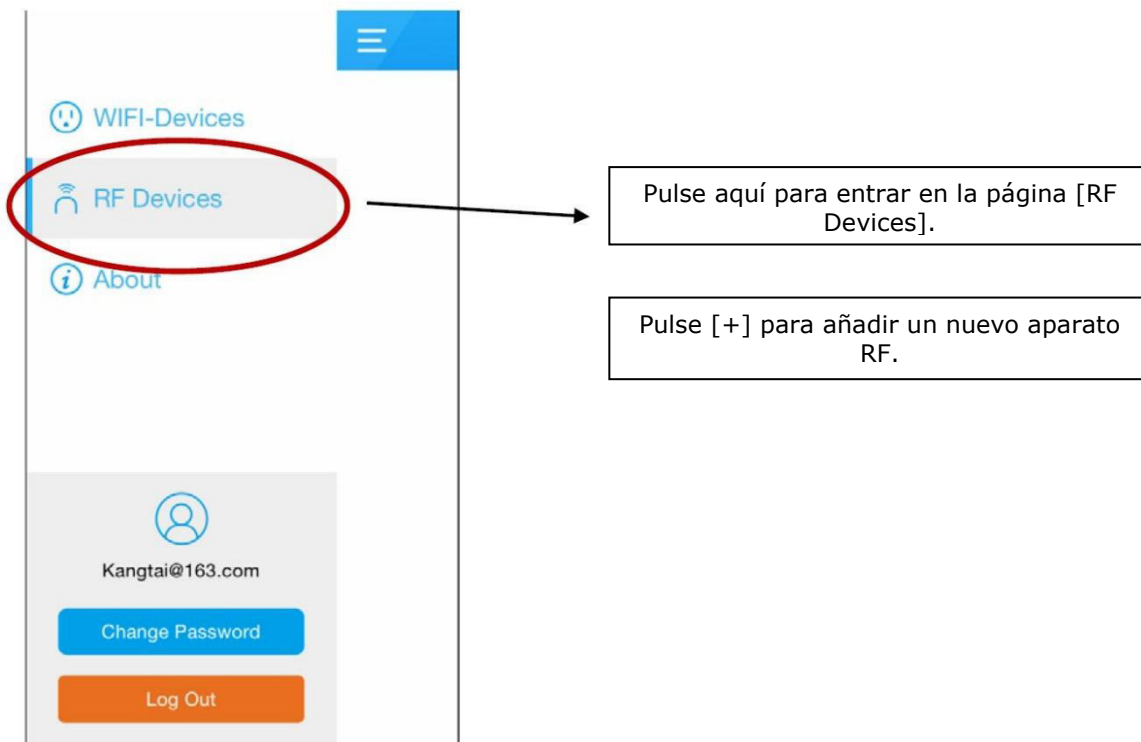 WIFI-Devices
RF Devices
About
Pulse aquí para entrar en la página [RF
Devices].
Pulse [+] para añadir un nuevo aparato
RF.
Kangtai@163.com
Change Password
Log Out